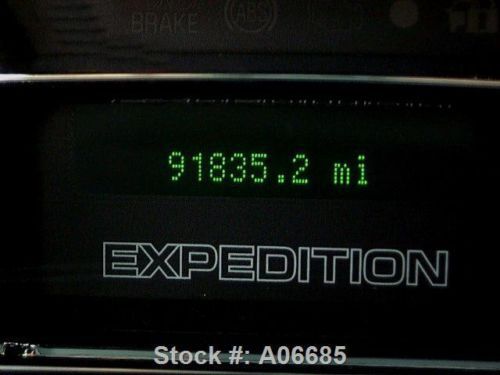 BRAKE ABS
91835.2 mi
EXPEDITION
Stock #: A06685